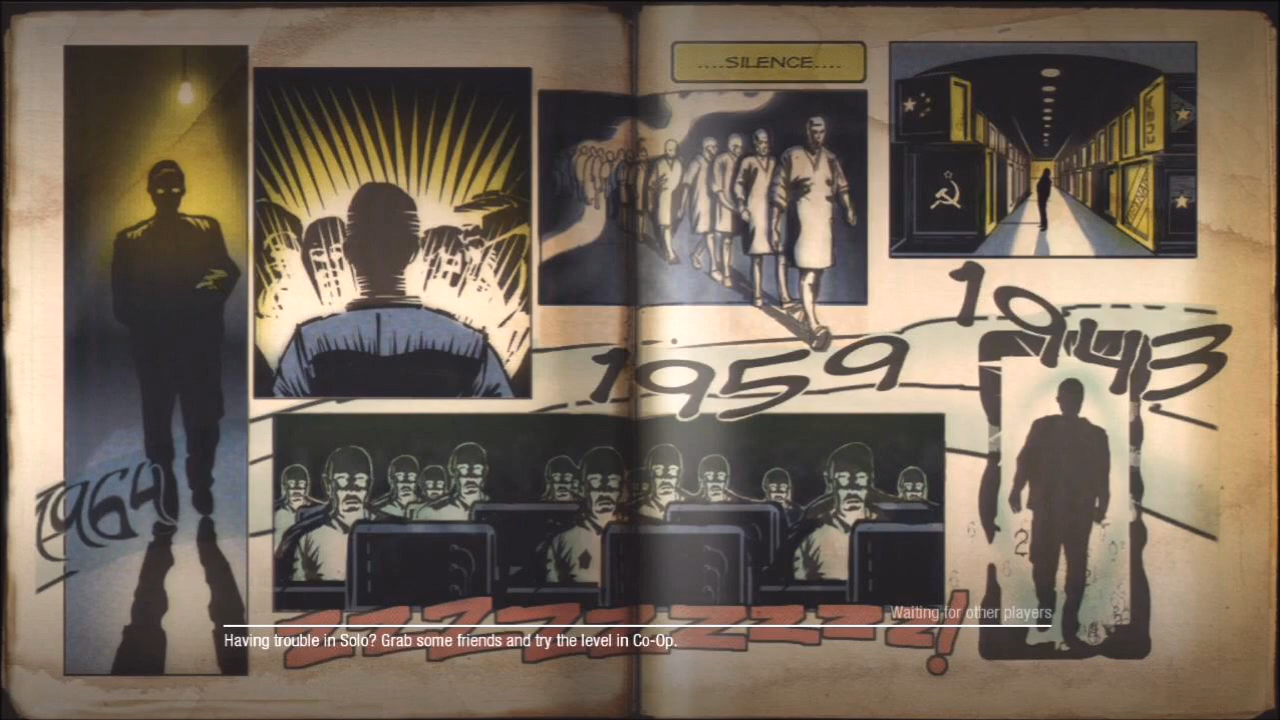 ....SILENCE....
1943
1959
1964
2
ZZZZZZZZZ!
Waiting for other players
Having trouble in Solo? Grab some friends and try the level in Co-Op.